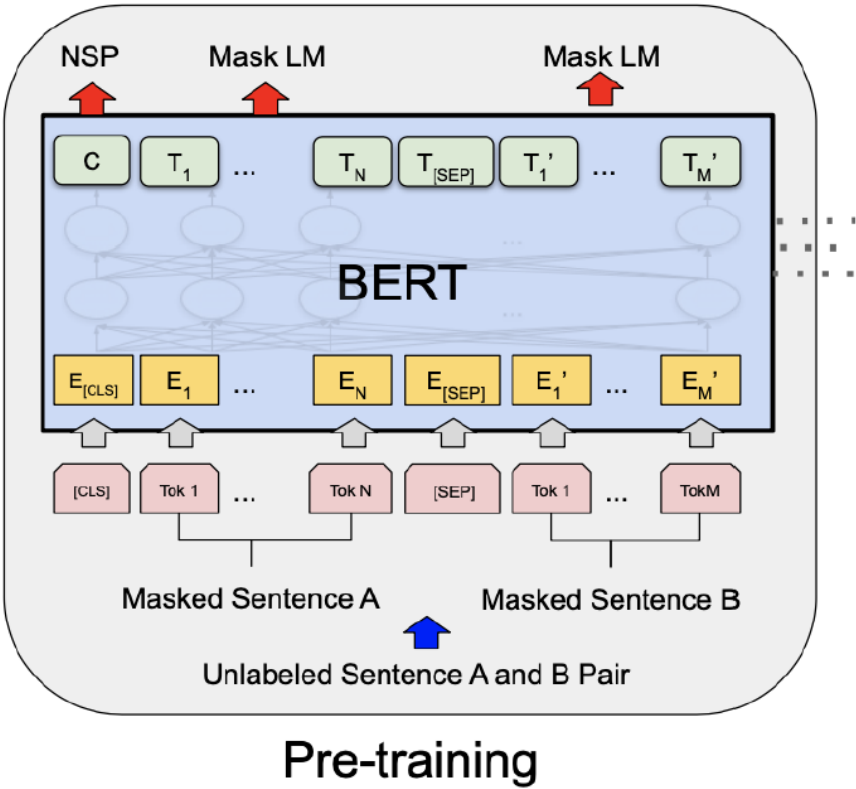 NSP Mask LM Mask LM
C T1 ... TN T[SEP] T1’ ... TM’
...
BERT
...
E[CLS] E1 ... EN E[SEP] E1’ ... EM’
[CLS] Tok 1 ... Tok N [SEP] Tok 1 ... TokM
Masked Sentence A Masked Sentence B
Unlabeled Sentence A and B Pair
Pre-training